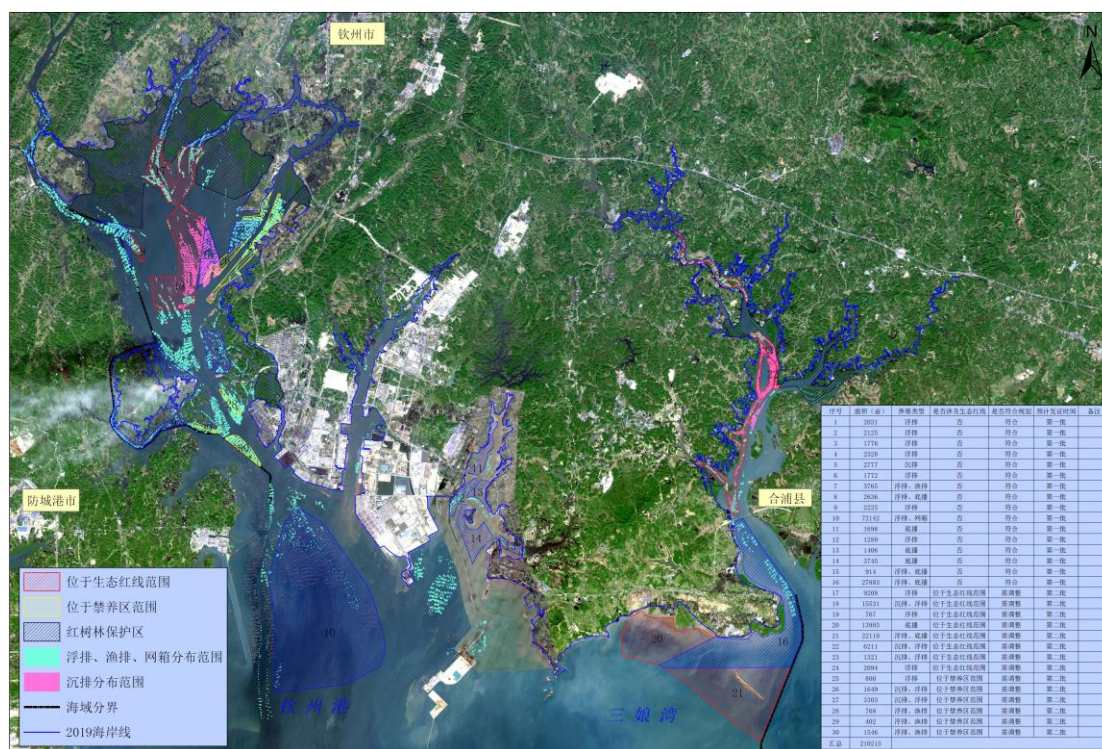 钦州市
N
防城港市
合浦县
11
13
14
10
20
16
21
钦州港
三娘湾
位于生态红线范围
位于禁养区范围
红树林保护区
浮排、渔排、网箱分布范围
沉排分布范围
海域分界
2019海岸线
序号 面积（亩） 养殖类型 是否涉及生态红线 是否符合规划 预计发证时间 备注
1 2031 浮排 否 符合 第一批
2 2125 浮排 否 符合 第一批
3 1776 浮排 否 符合 第一批
4 2328 浮排 否 符合 第一批
5 2777 沉排 否 符合 第一批
6 1772 浮排 否 符合 第一批
7 3765 浮排、渔排 否 符合 第一批
8 2636 浮排、底播 否 符合 第一批
9 2225 浮排 否 符合 第一批
10 72142 浮排、网箱 否 符合 第一批
11 1698 底播 否 符合 第一批
12 1289 浮排 否 符合 第一批
13 1406 底播 否 符合 第一批
14 3745 底播 否 符合 第一批
15 914 浮排、底播 否 符合 第一批
16 27883 浮排、底播 否 符合 第一批
17 9208 浮排 位于生态红线范围 需调整 第二批
18 15531 沉排、浮排 位于生态红线范围 需调整 第二批
19 767 浮排 位于生态红线范围 需调整 第二批
20 13993 底播 位于生态红线范围 需调整 第二批
21 22110 浮排、底播 位于生态红线范围 需调整 第二批
22 6211 沉排、浮排 位于生态红线范围 需调整 第二批
23 1321 沉排、浮排 位于生态红线范围 需调整 第二批
24 2094 浮排 位于生态红线范围 需调整 第二批
25 800 浮排 位于禁养区范围 需调整 第二批
26 1649 沉排、浮排 位于禁养区范围 需调整 第二批
27 3303 沉排、浮排 位于禁养区范围 需调整 第二批
28 768 浮排、渔排 位于禁养区范围 需调整 第二批
29 402 浮排、渔排 位于禁养区范围 需调整 第二批
30 1546 浮排、渔排 位于禁养区范围 需调整 第二批
汇总 210215